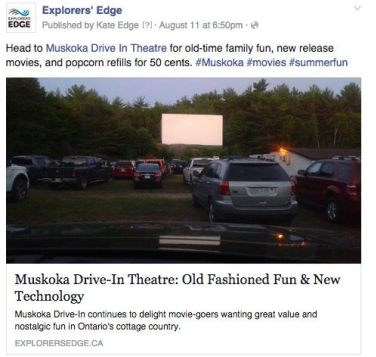 EXPLORERS'
EDGE
Explorers' Edge
Published by Kate Edge [?] · August 11 at 6:50pm ·
Head to Muskoka Drive In Theatre for old-time family fun, new release
movies, and popcorn refills for 50 cents. #Muskoka #movies #summerfun
Muskoka Drive-In Theatre: Old Fashioned Fun & New
Technology
Muskoka Drive-In continues to delight movie-goers wanting great value and
nostalgic fun in Ontario's cottage country.
EXPLORERSEDGE.CA